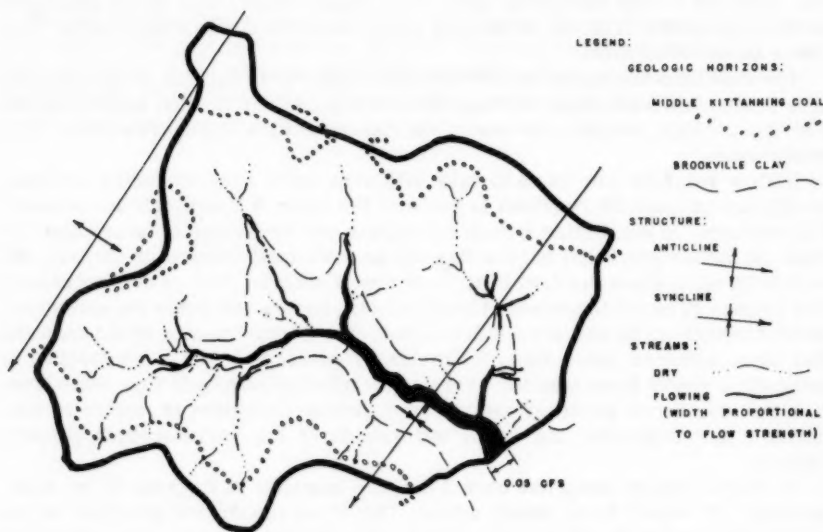 LEGEND:
GEOLOGIC HORIZONS:
MIDDLE KITTANNING COAL
BROOKVILLE CLAY
STRUCTURE:
ANTICLINE
SYNCLINE
STREAMS:
DRY
FLOWING
(WIDTH PROPORTIONAL
TO FLOW STRENGTH)
0.05 CFS